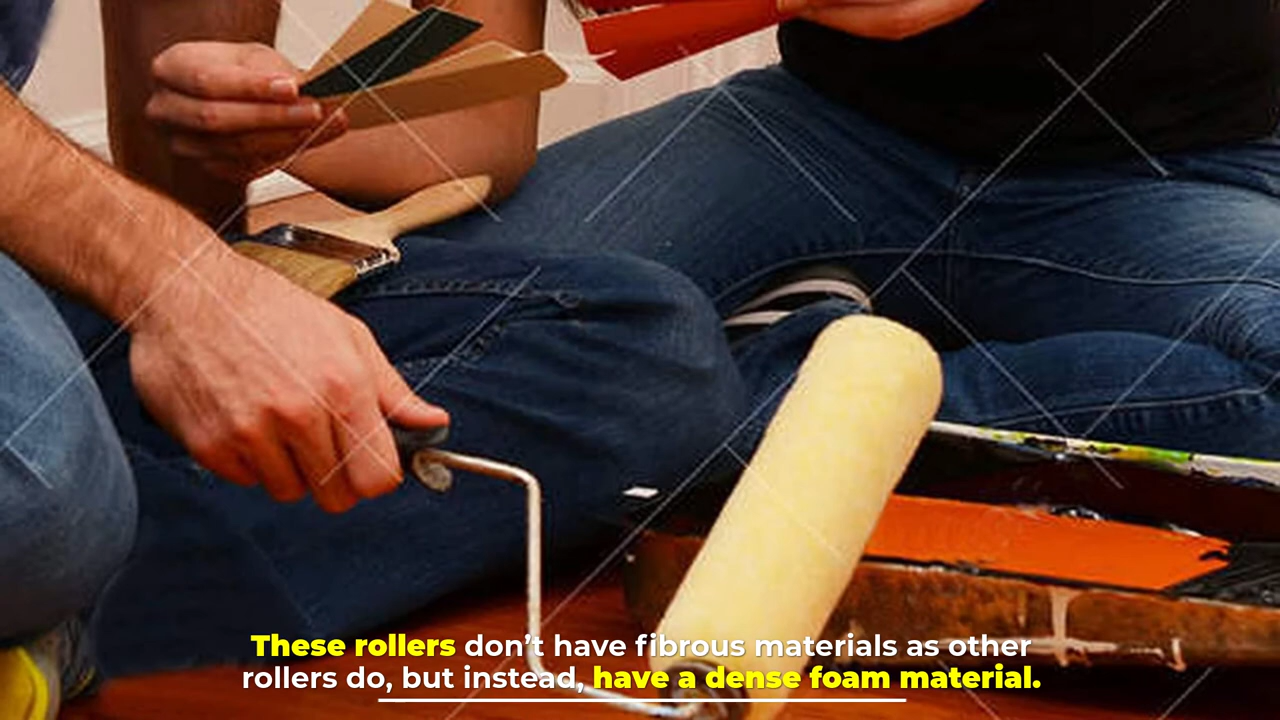 These rollers don’t have fibrous materials as other
rollers do, but instead, have a dense foam material.